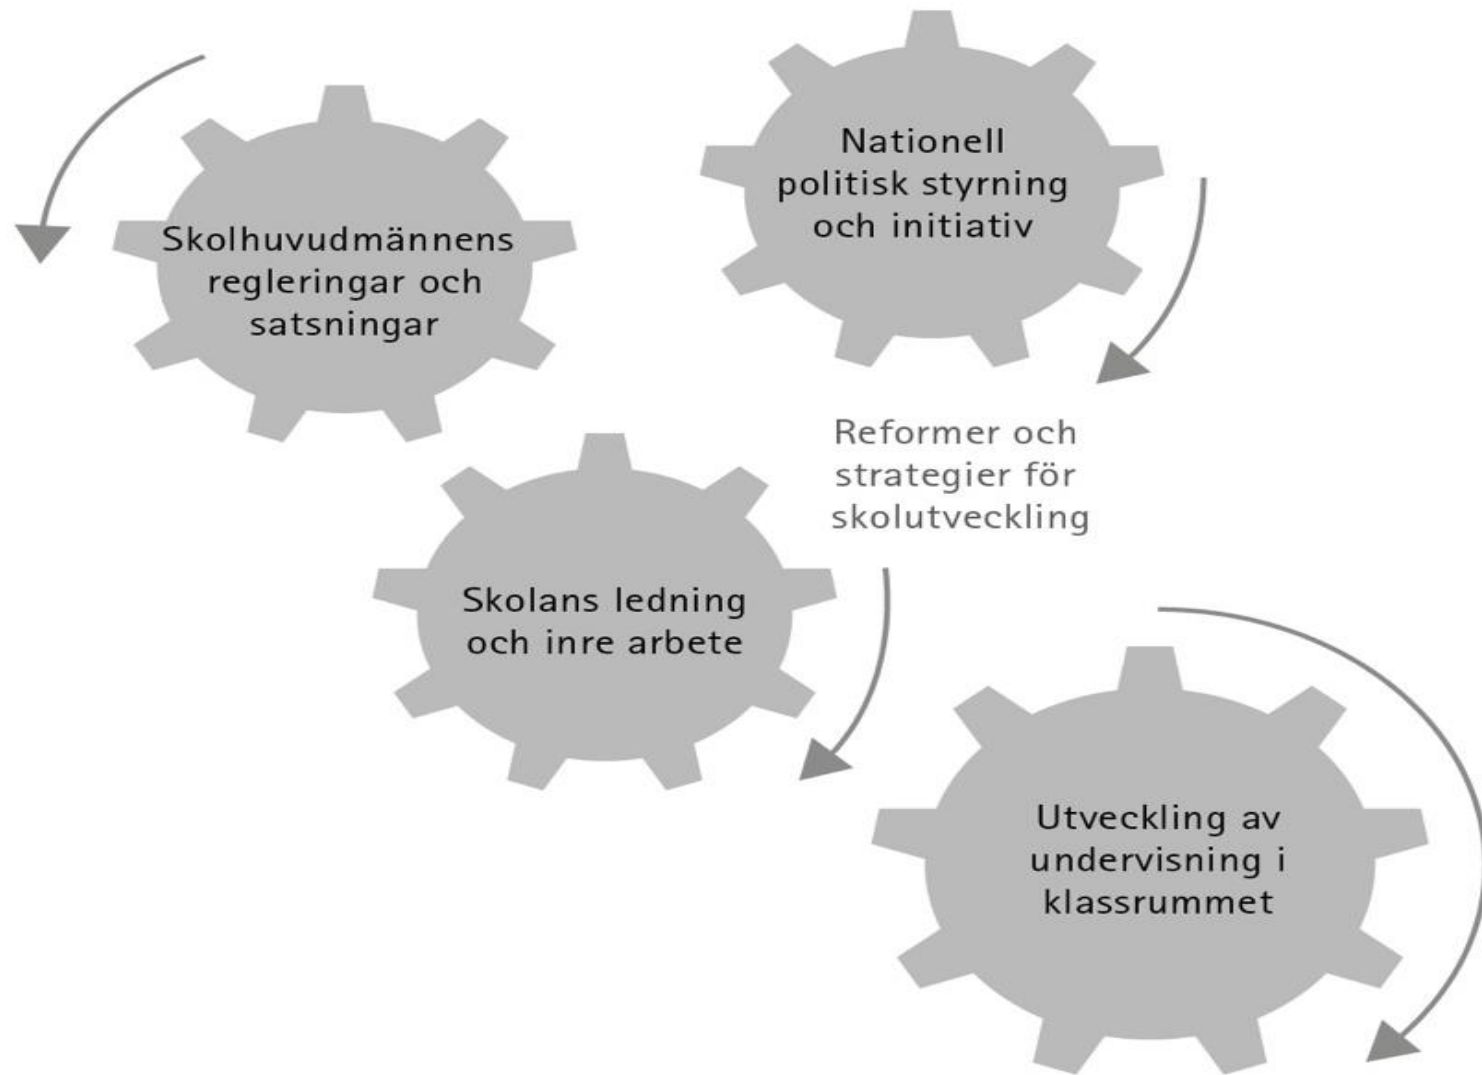 Nationell
politisk styrning
och initiativ
Skolhuvudmännens
regleringar och
satsningar
Reformer och
strategier för
skolutveckling
Skolans ledning
och inre arbete
Utveckling av
undervisning i
klassrummet